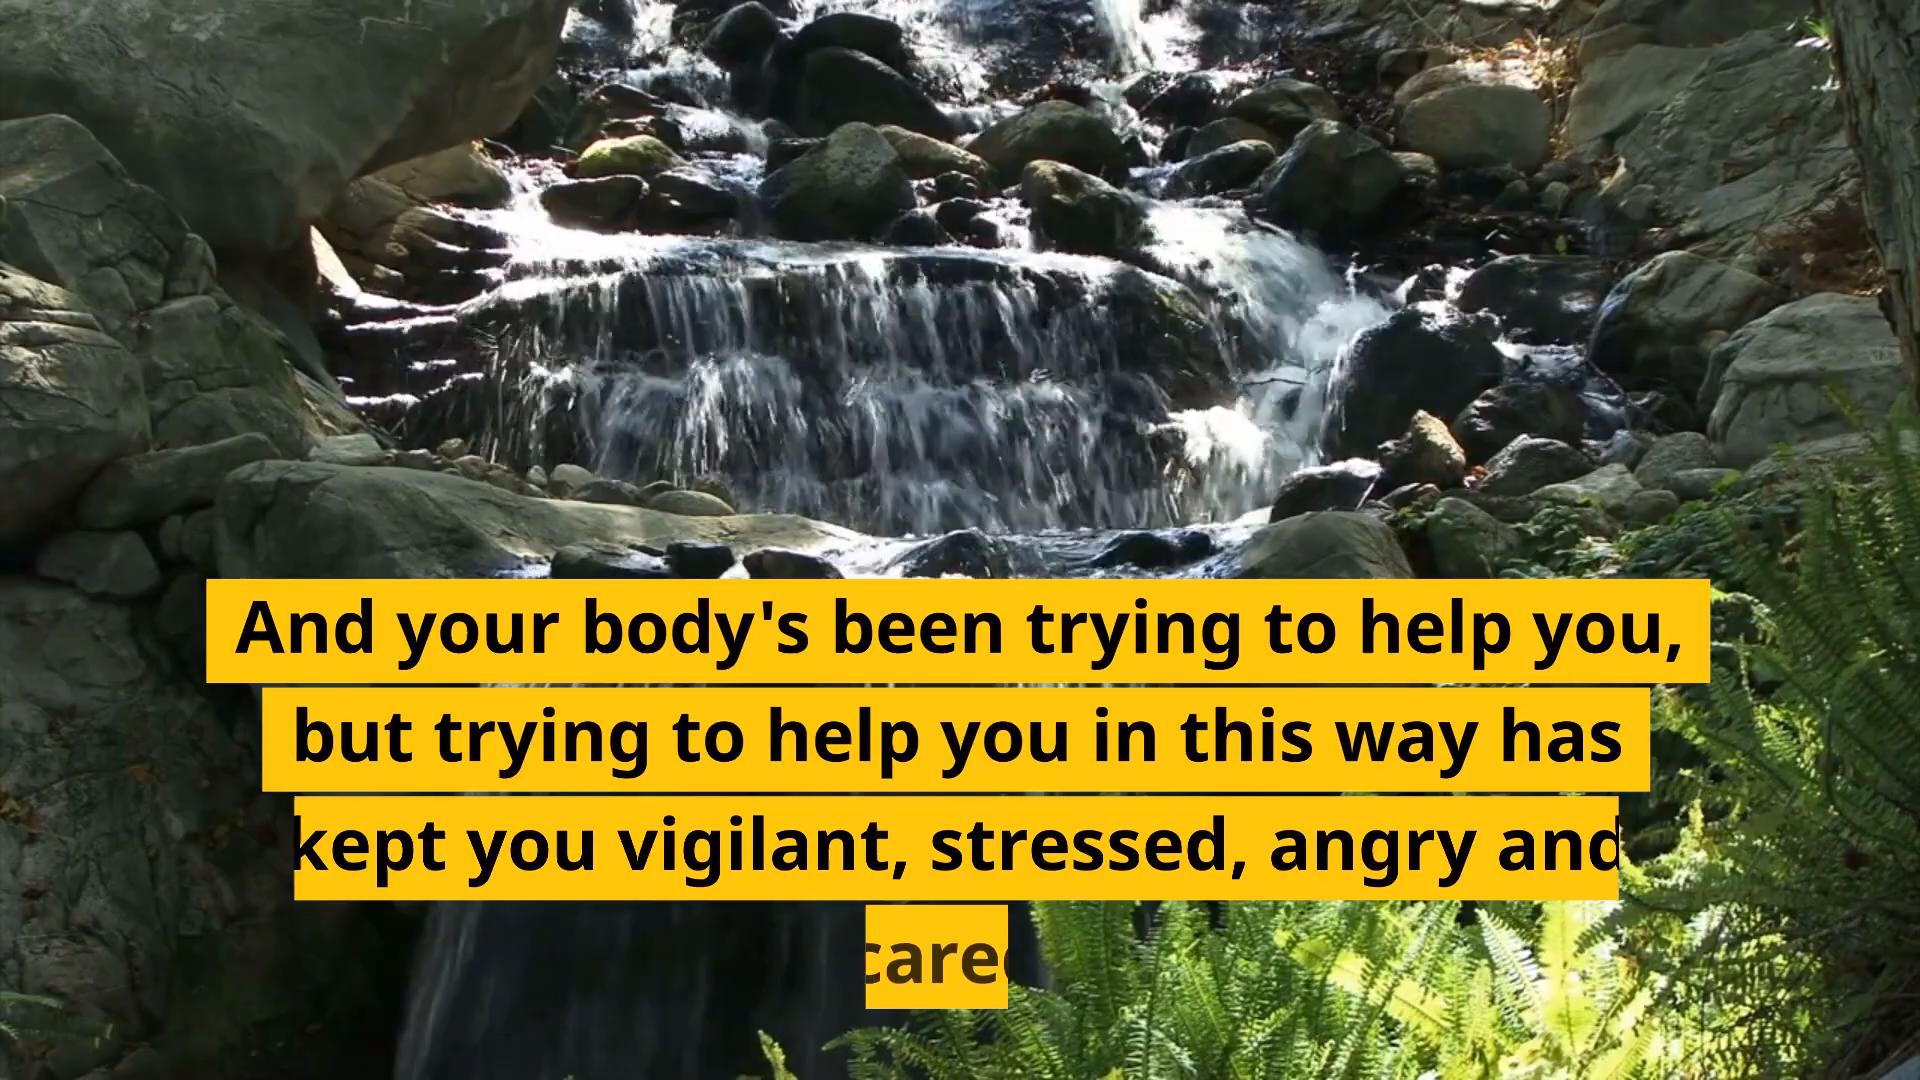 And your body's been trying to help you,
but trying to help you in this way has
kept you vigilant, stressed, angry and